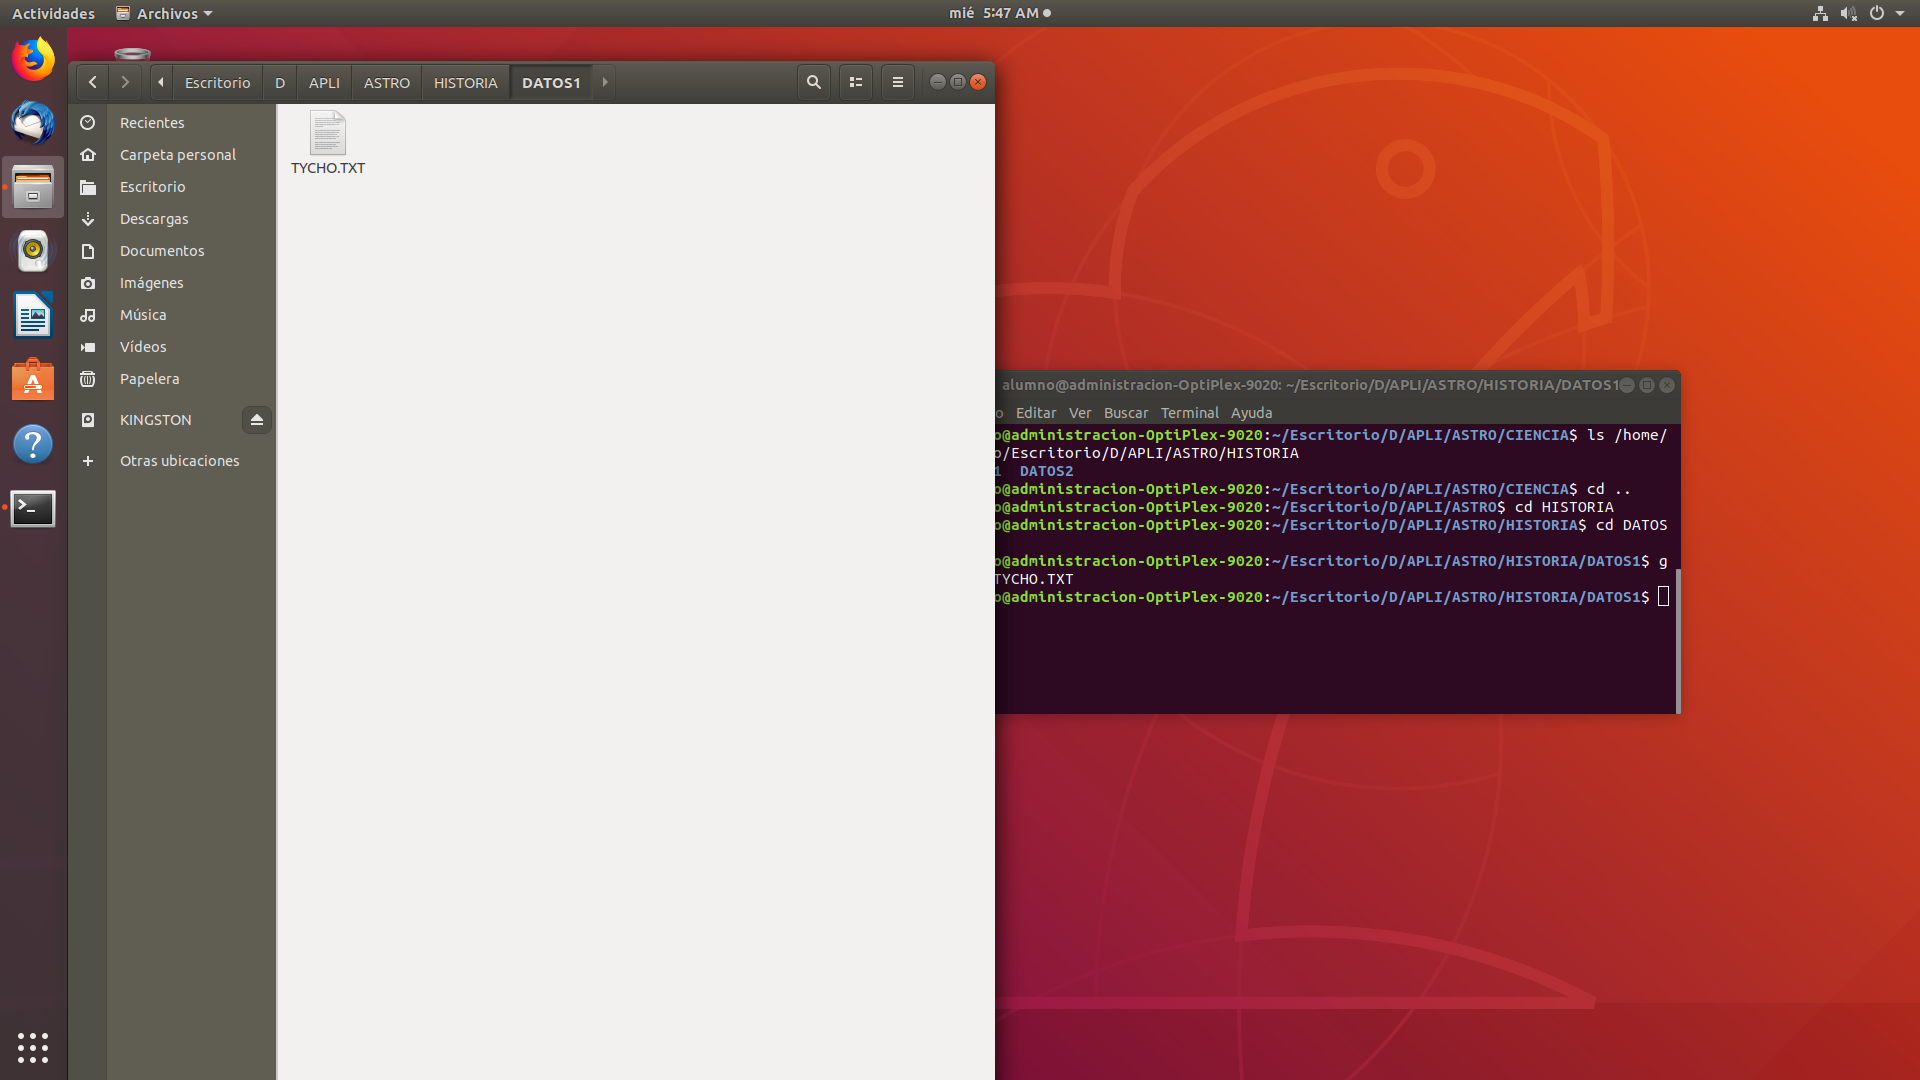 Actividades Archivos mié 5:47 AM
Escritorio D APLI ASTRO HISTORIA DATOS1
Recientes
Carpeta personal
Escritorio
Descargas
Documentos
Imágenes
Música
Vídeos
Papelera
KINGSTON
Otras ubicaciones
TYCHO.TXT
alumno@administracion-OptiPlex-9020: ~/Escritorio/D/APLI/ASTRO/HISTORIA/DATOS1
o Editar Ver Buscar Terminal Ayuda
o@administracion-OptiPlex-9020:~/Escritorio/D/APLI/ASTRO/CIENCIA$ ls /home/
o/Escritorio/D/APLI/ASTRO/HISTORIA
1 DATOS2
o@administracion-OptiPlex-9020:~/Escritorio/D/APLI/ASTRO/CIENCIA$ cd ..
o@administracion-OptiPlex-9020:~/Escritorio/D/APLI/ASTRO$ cd HISTORIA
o@administracion-OptiPlex-9020:~/Escritorio/D/APLI/ASTRO/HISTORIA$ cd DATOS
o@administracion-OptiPlex-9020:~/Escritorio/D/APLI/ASTRO/HISTORIA/DATOS1$ g
TYCHO.TXT
o@administracion-OptiPlex-9020:~/Escritorio/D/APLI/ASTRO/HISTORIA/DATOS1$